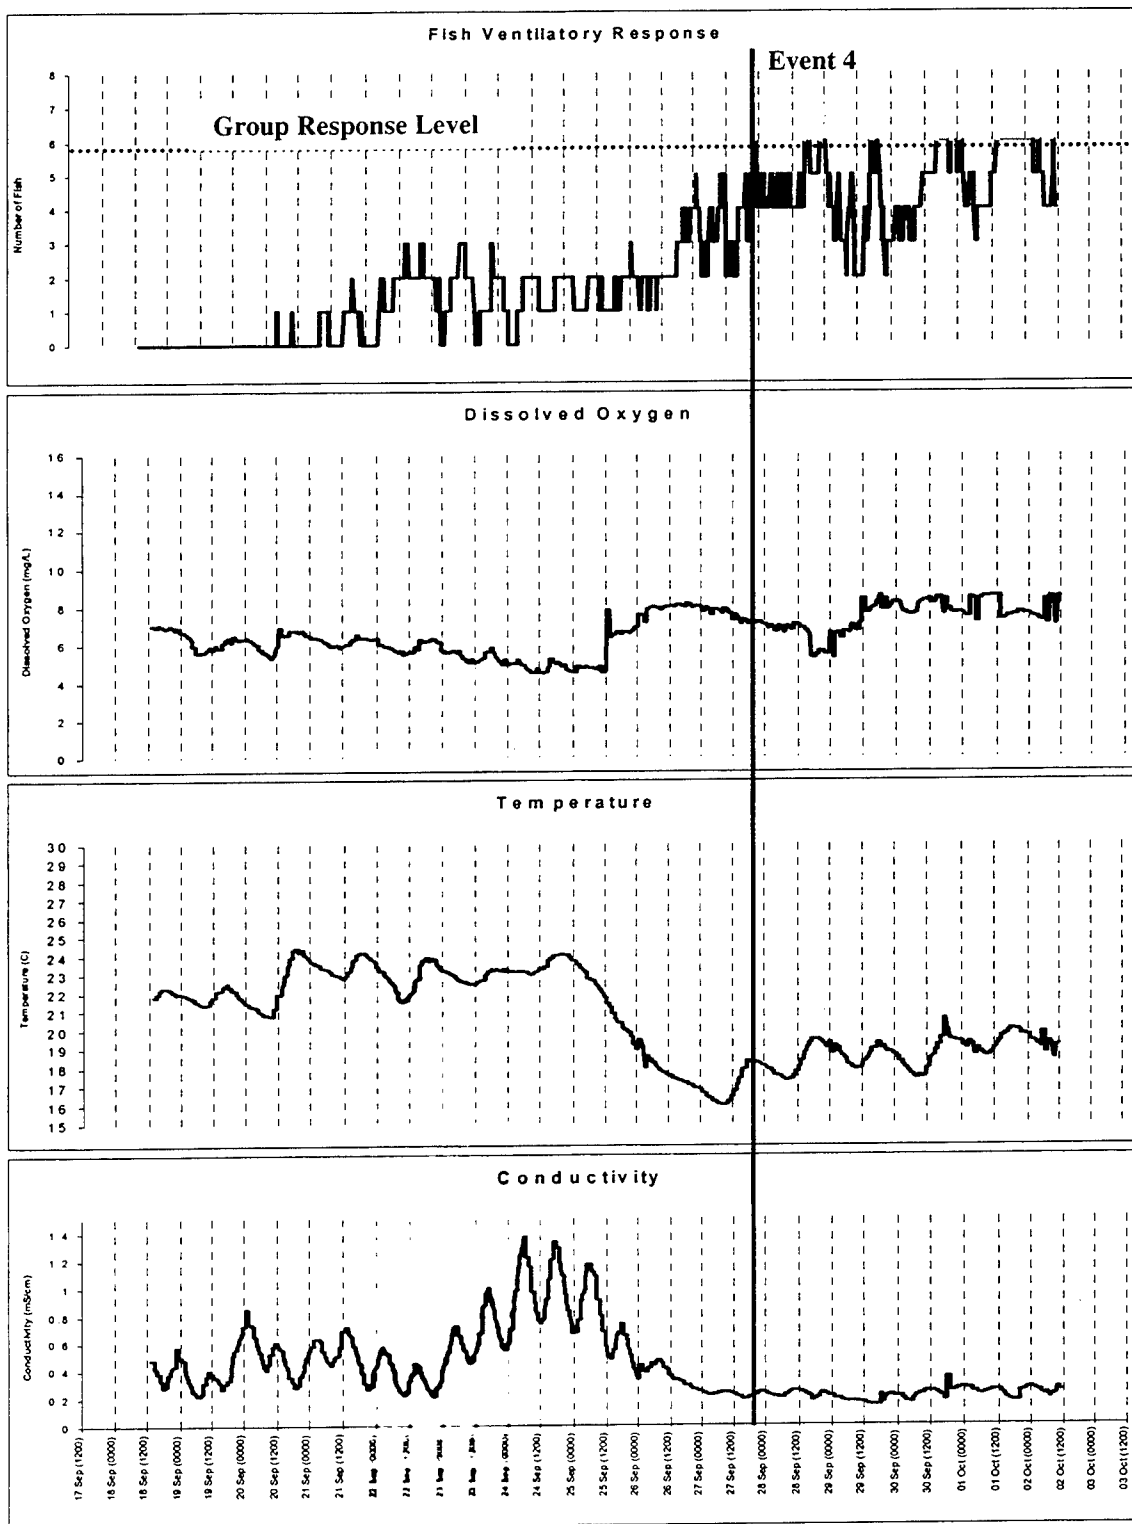 Fish Ventilatory Response
Event 4
Group Response Level
Number of Fish
8
7
6
5
4
3
2
1
0
Dissolved Oxygen
Dissolved Oxygen (mg/L)
16
14
12
10
8
6
4
2
0
Temperature
Temperature (C)
30
29
28
27
26
25
24
23
22
21
20
19
18
17
16
15
Conductivity
Conductivity (mS/cm)
1 4
1 2
1
0 8
0 6
0 4
0 2
0
17 Sep (1200)
18 Sep (0000)
18 Sep (1200)
19 Sep (0000)
19 Sep (1200)
20 Sep (0000)
20 Sep (1200)
21 Sep (0000)
21 Sep (1200)
22 Sep
22 Sep
24 Sep
24 Sep (1200)
25 Sep (0000)
25 Sep (1200)
26 Sep (0000)
26 Sep (1200)
27 Sep (0000)
27 Sep (1200)
28 Sep (0000)
28 Sep (1200)
29 Sep (0000)
29 Sep (1200)
30 Sep (0000)
30 Sep (1200)
01 Oct (0000)
01 Oct (1200)
02 Oct (0000)
02 Oct (1200)
03 Oct (0000)
03 Oct (1200)